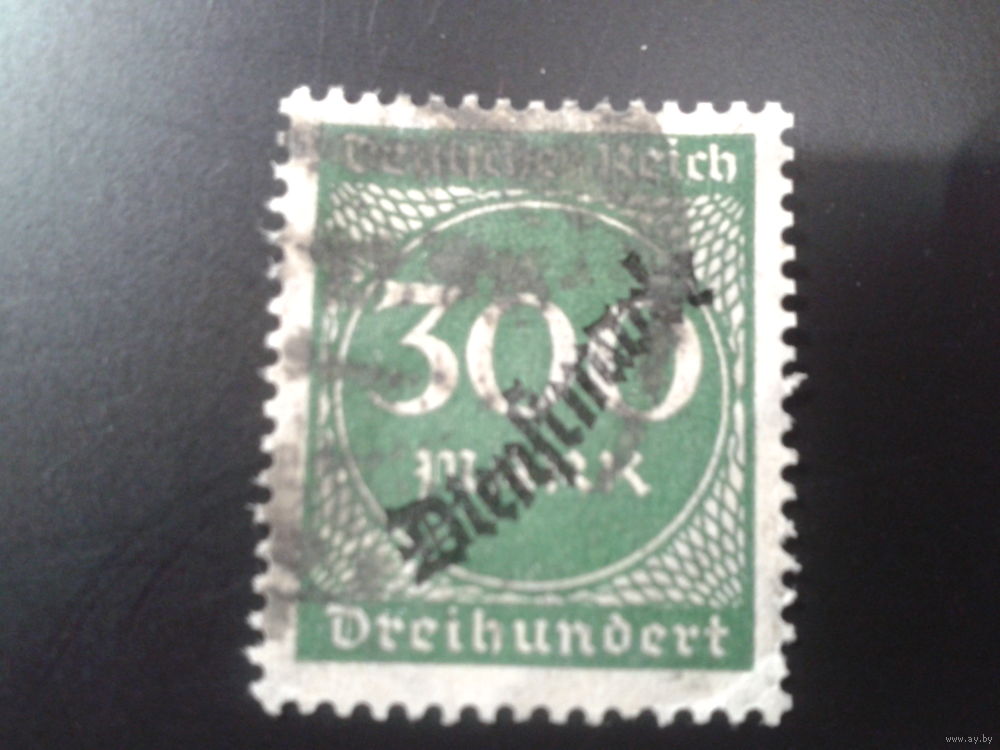 Deutsches Reich
300
Mark
Dienstmarke
Dreihundert
www.ay.by